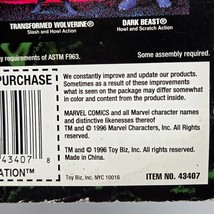 TRANSFORMED WOLVERINE®
Slash and Howl Action
DARK BEAST®
Howl and Scratch Action
ty requirements of ASTM F963.
Some assembly required.
PURCHASE
We constantly improve and update our products.
Sometimes as a result of these improvements
what is seen on the package may differ somewhat
in color and content from the product inside.
MARVEL COMICS and all Marvel character names
and distinctive likenesses thereof
TM and © 1996 Marvel Characters, Inc. All
Rights Reserved.
TM and © 1996 Toy Biz, Inc. All Rights Reserved.
Made in China.
Toy Biz, Inc. NYC 10016
ITEM NO. 43407
43407
8
ATION"